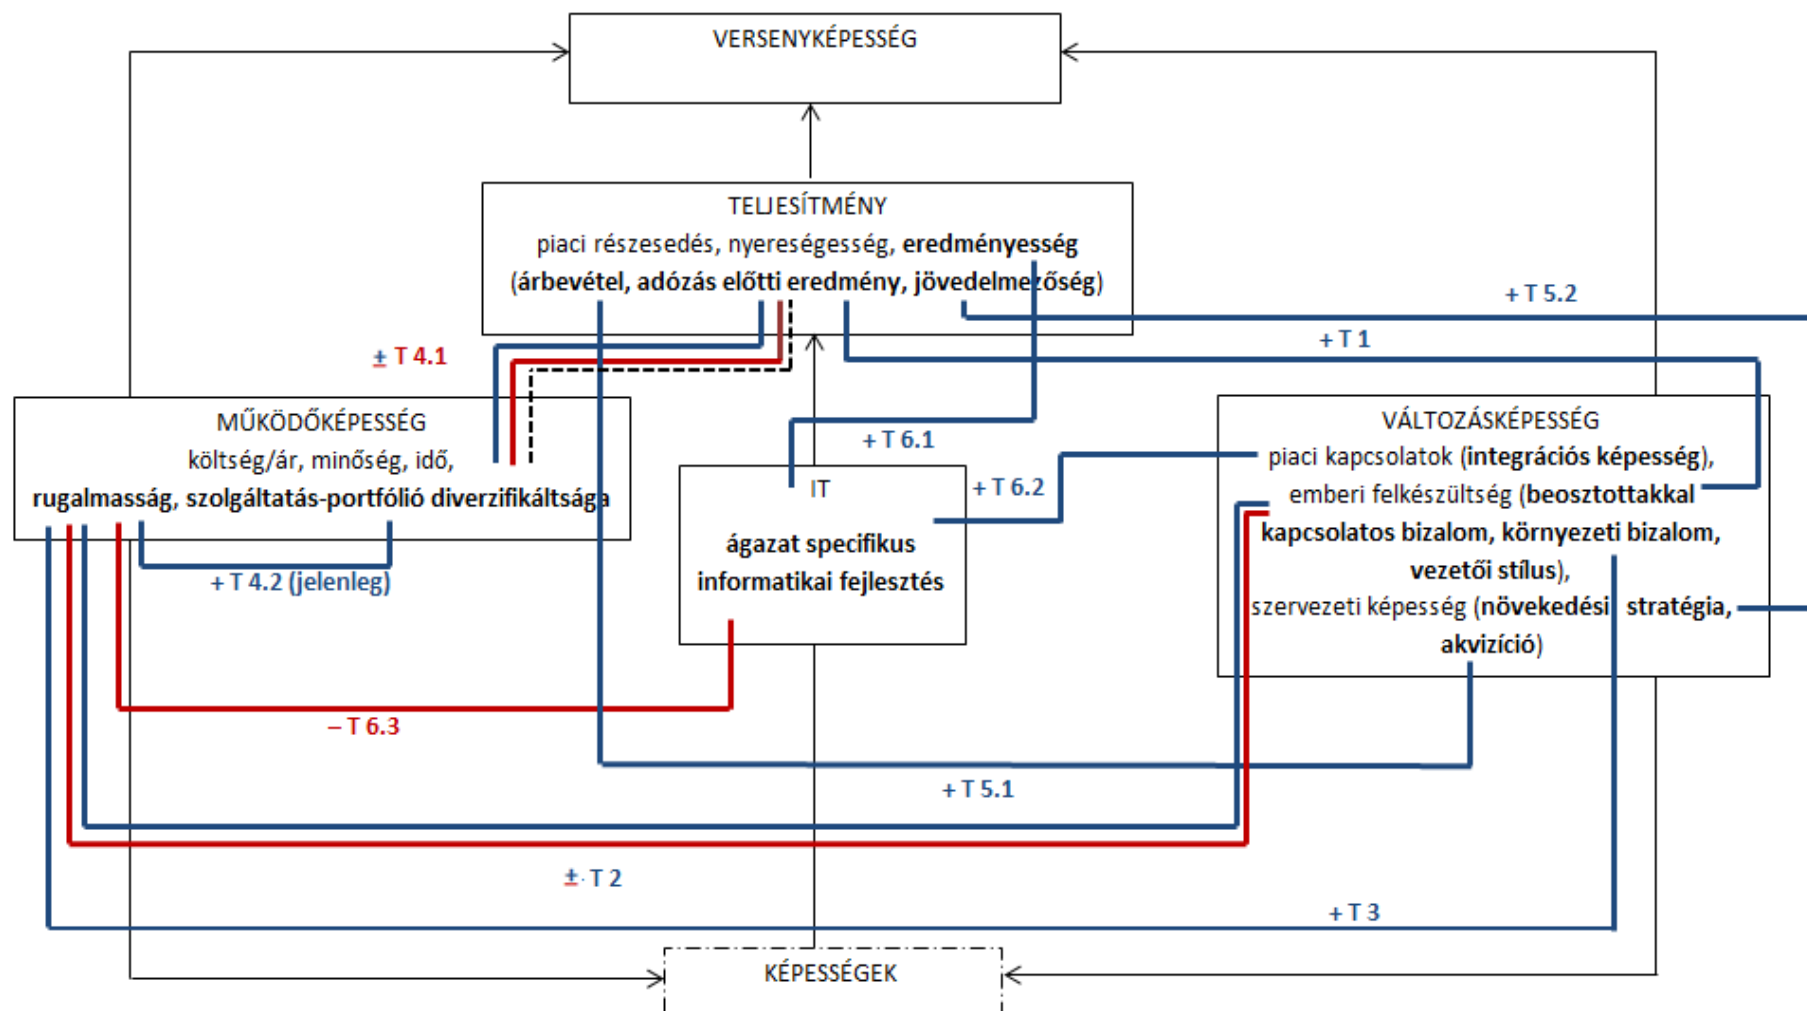 VERSENYKÉPESSÉG
TELJESÍTMÉNY
piaci részesedés, nyereségesség, eredményesség
(árbevétel, adózás előtti eredmény, jövedelmezőség)
+ T 5.2
+ T 1
± T 4.1
MŰKÖDŐKÉPESSÉG
költség/ár, minőség, idő,
rugalmasság, szolgáltatás-portfólió diverzifikáltsága
+ T 4.2 (jelenleg)
+ T 6.1
IT
ágazat specifikus
informatikai fejlesztés
+ T 6.2
VÁLTOZÁSKÉPESSÉG
piaci kapcsolatok (integrációs képesség),
emberi felkészültség (beosztottakkal
kapcsolatos bizalom, környezeti bizalom,
vezetői stílus),
szervezeti képesség (növekedési stratégia,
akvizíció)
– T 6.3
+ T 5.1
±· T 2
+ T 3
KÉPESSÉGEK